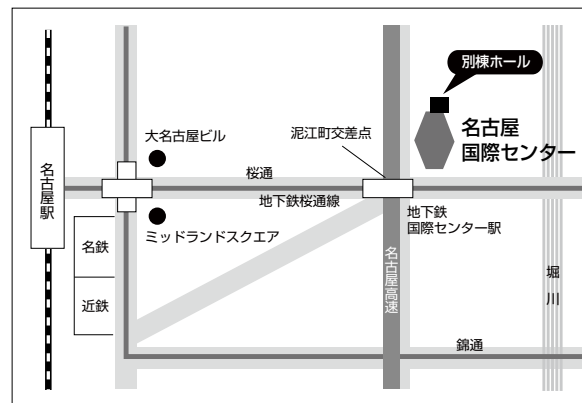 別棟ホール
名古屋
国際センター
大名古屋ビル
泥江町交差点
桜通
地下鉄桜通線
名古屋駅
ミッドランドスクエア
地下鉄
国際センター駅
名鉄
近鉄
名古屋高速
堀川
錦通